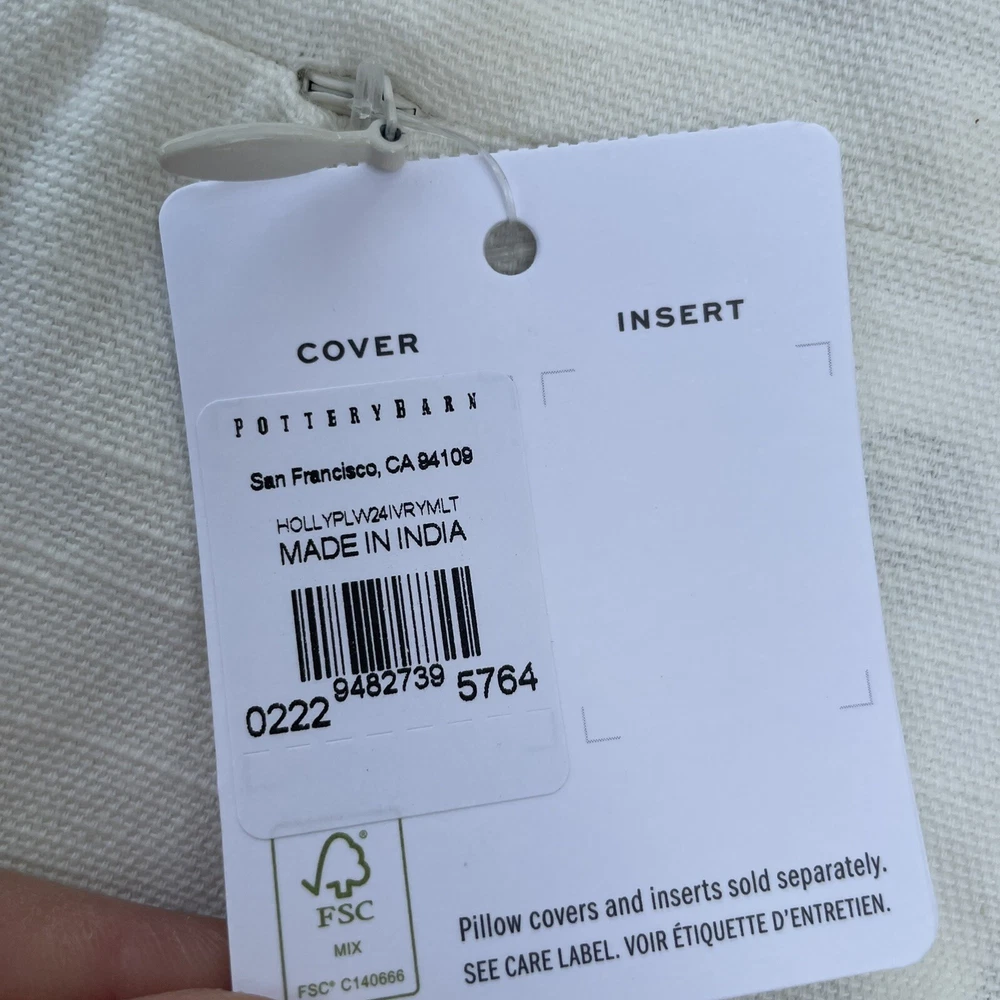 COVER
INSERT
POTTERYBARN
San Francisco, CA 94109
HOLLYPLW24IVRYMLT
MADE IN INDIA
0222 9482739 5764
FSC®
MIX
FSC® C140666
Pillow covers and inserts sold separately.
SEE CARE LABEL. VOIR ÉTIQUETTE D'ENTRETIEN.